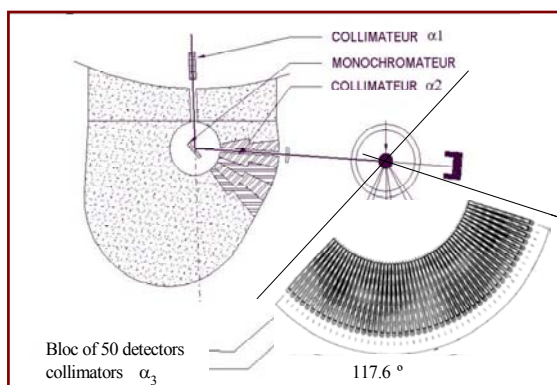 COLLIMATEUR α1
MONOCHROMATEUR
COLLIMATEUR α2
Bloc of 50 detectors
collimators α3
117.6 º